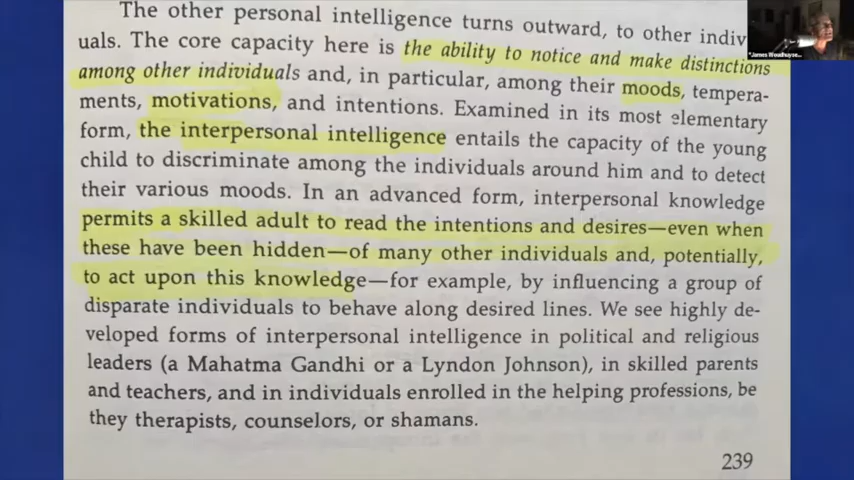 The other personal intelligence turns outward, to other indiv
uals. The core capacity here is the ability to notice and make distinctions
among other individuals and, in particular, among their moods, tempera-
ments, motivations, and intentions. Examined in its most elementary
form, the interpersonal intelligence entails the capacity of the young
child to discriminate among the individuals around him and to detect
their various moods. In an advanced form, interpersonal knowledge
permits a skilled adult to read the intentions and desires—even when
these have been hidden—of many other individuals and, potentially,
to act upon this knowledge—for example, by influencing a group of
disparate individuals to behave along desired lines. We see highly de-
veloped forms of interpersonal intelligence in political and religious
leaders (a Mahatma Gandhi or a Lyndon Johnson), in skilled parents
and teachers, and in individuals enrolled in the helping professions, be
they therapists, counselors, or shamans.
239